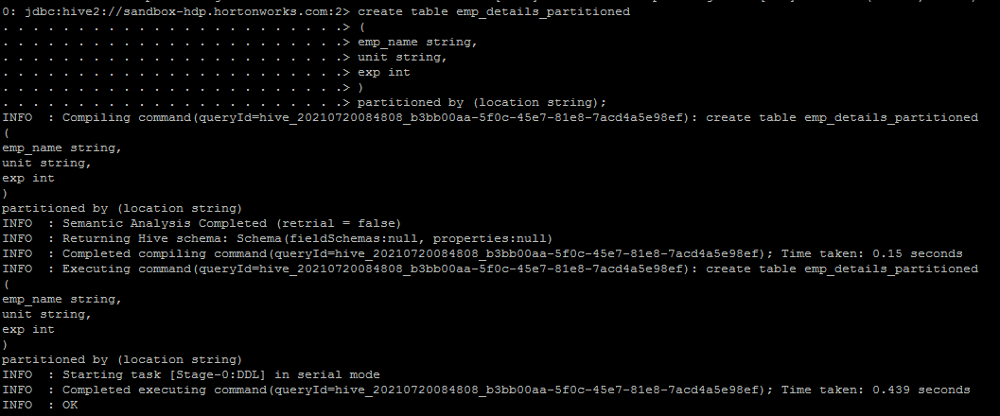 0: jdbc:hive2://sandbox-hdp.hortonworks.com:2> create table emp_details_partitioned
. . . . . . . . . . . . . . . . . . . . . . .> (
. . . . . . . . . . . . . . . . . . . . . . .> emp_name string,
. . . . . . . . . . . . . . . . . . . . . . .> unit string,
. . . . . . . . . . . . . . . . . . . . . . .> exp int
. . . . . . . . . . . . . . . . . . . . . . .> )
. . . . . . . . . . . . . . . . . . . . . . .> partitioned by (location string);
INFO  : Compiling command(queryId=hive_20210720084808_b3bb00aa-5f0c-45e7-81e8-7acd4a5e98ef): create table emp_details_partitioned
(
emp_name string,
unit string,
exp int
)
partitioned by (location string)
INFO  : Semantic Analysis Completed (retrial = false)
INFO  : Returning Hive schema: Schema(fieldSchemas:null, properties:null)
INFO  : Completed compiling command(queryId=hive_20210720084808_b3bb00aa-5f0c-45e7-81e8-7acd4a5e98ef); Time taken: 0.15 seconds
INFO  : Executing command(queryId=hive_20210720084808_b3bb00aa-5f0c-45e7-81e8-7acd4a5e98ef): create table emp_details_partitioned
(
emp_name string,
unit string,
exp int
)
partitioned by (location string)
INFO  : Starting task [Stage-0:DDL] in serial mode
INFO  : Completed executing command(queryId=hive_20210720084808_b3bb00aa-5f0c-45e7-81e8-7acd4a5e98ef); Time taken: 0.439 seconds
INFO  : OK